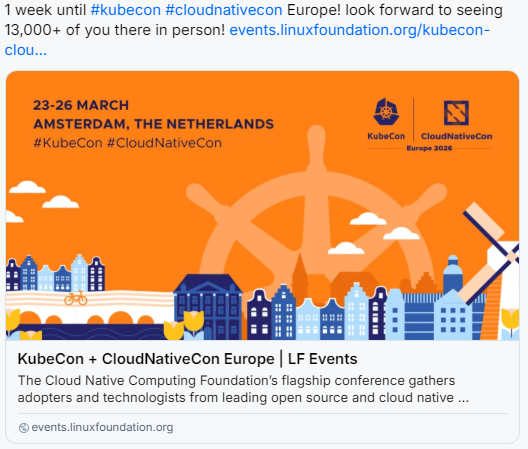 1 week until #kubecon #cloudnativecon Europe! look forward to seeing
13,000+ of you there in person! events.linuxfoundation.org/kubecon-
clou...
23-26 MARCH
AMSTERDAM, THE NETHERLANDS
#KubeCon #CloudNativeCon
KubeCon
CloudNativeCon
Europe 2026
KubeCon + CloudNativeCon Europe | LF Events
The Cloud Native Computing Foundation’s flagship conference gathers
adopters and technologists from leading open source and cloud native ...
events.linuxfoundation.org